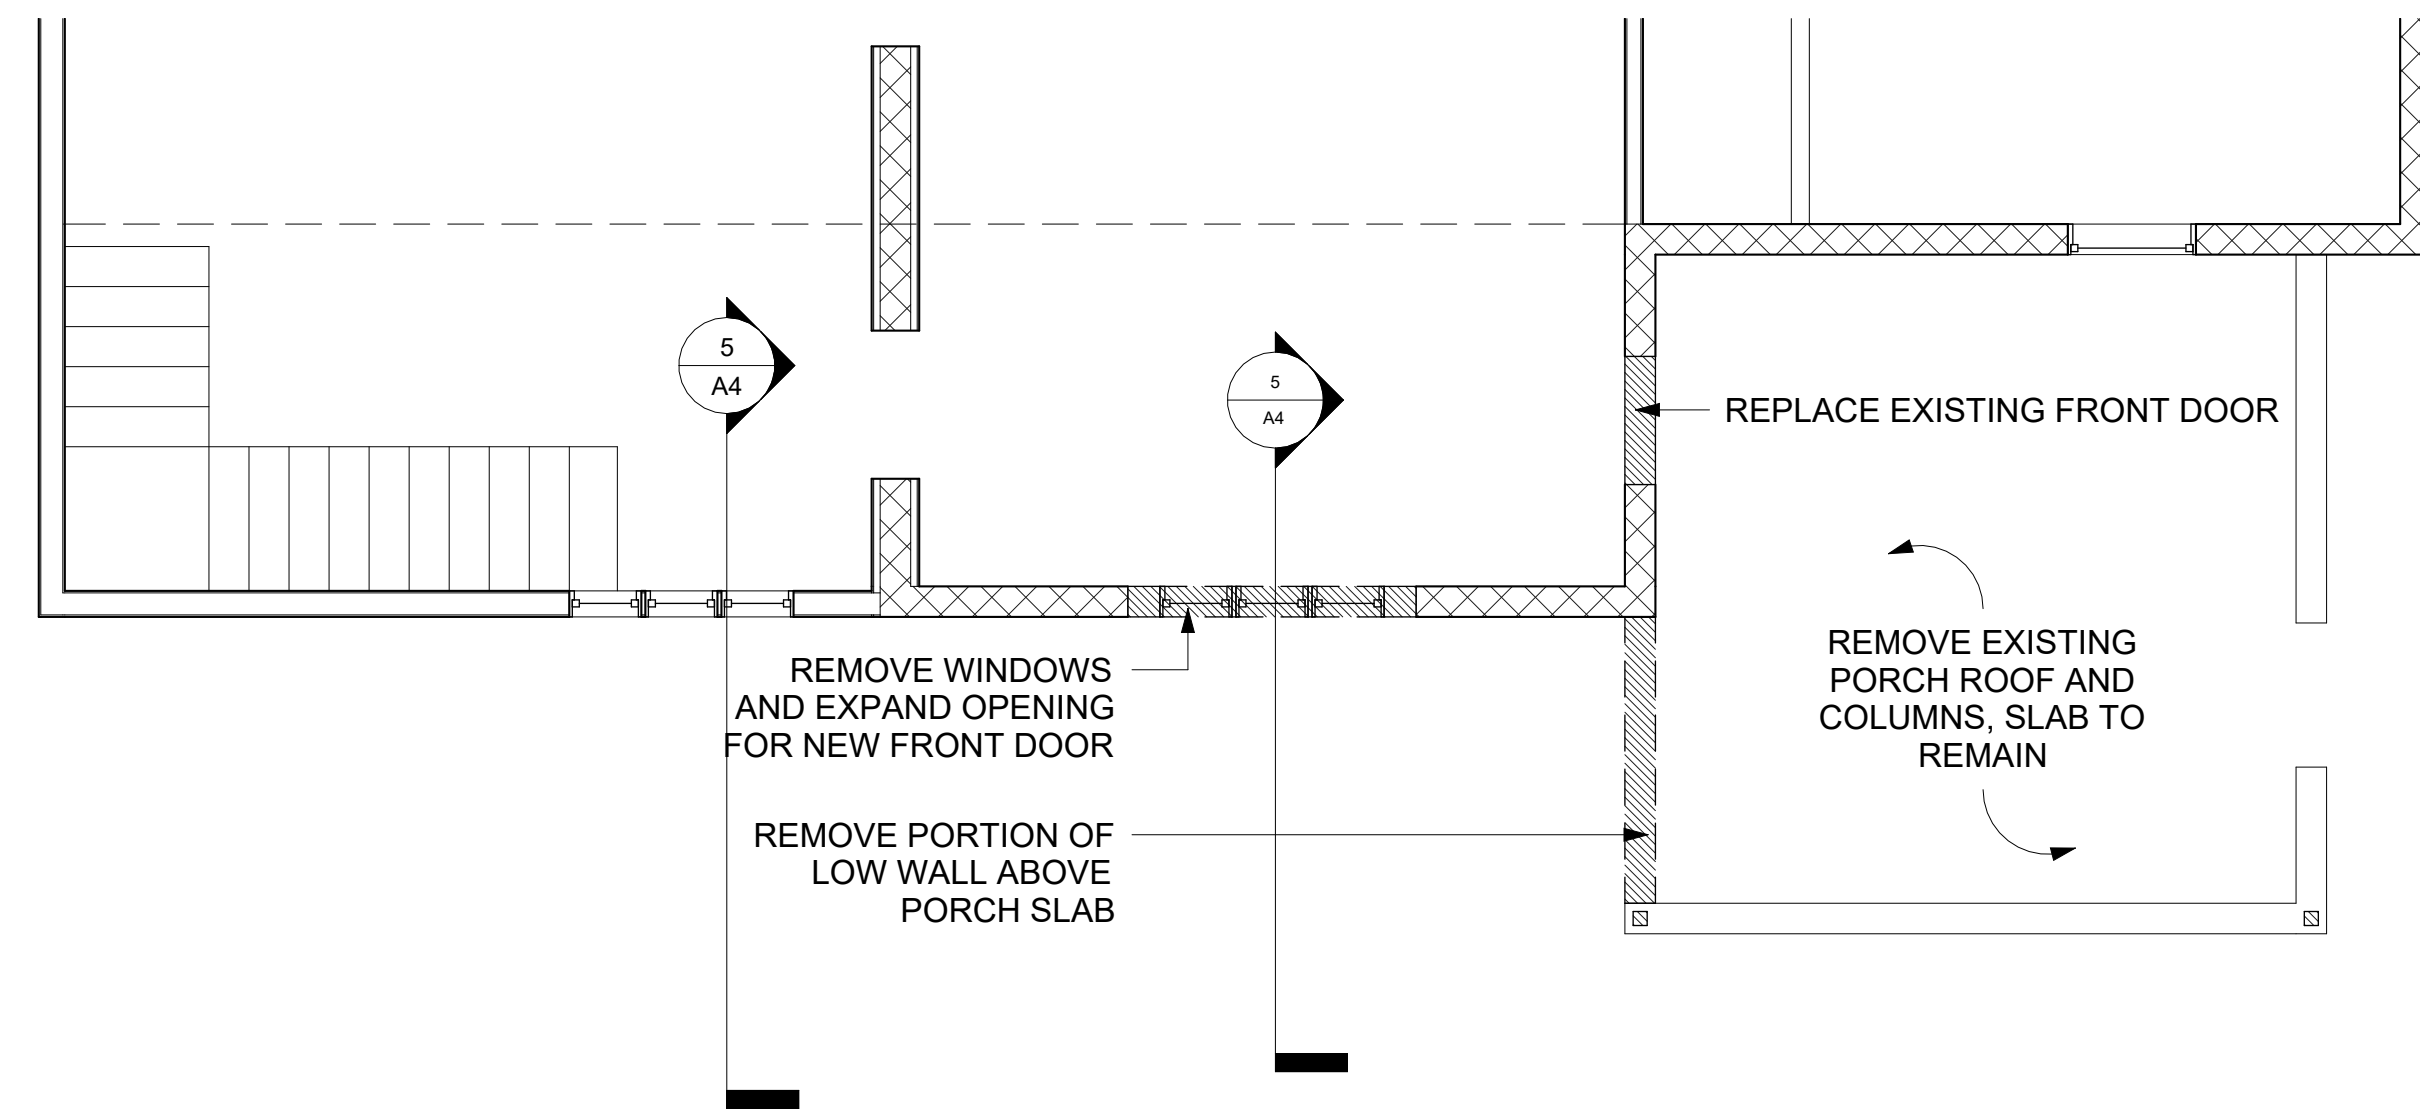 5
A4
5
A4
REPLACE EXISTING FRONT DOOR
REMOVE EXISTING
PORCH ROOF AND
COLUMNS, SLAB TO
REMAIN
REMOVE WINDOWS
AND EXPAND OPENING
FOR NEW FRONT DOOR
REMOVE PORTION OF
LOW WALL ABOVE
PORCH SLAB